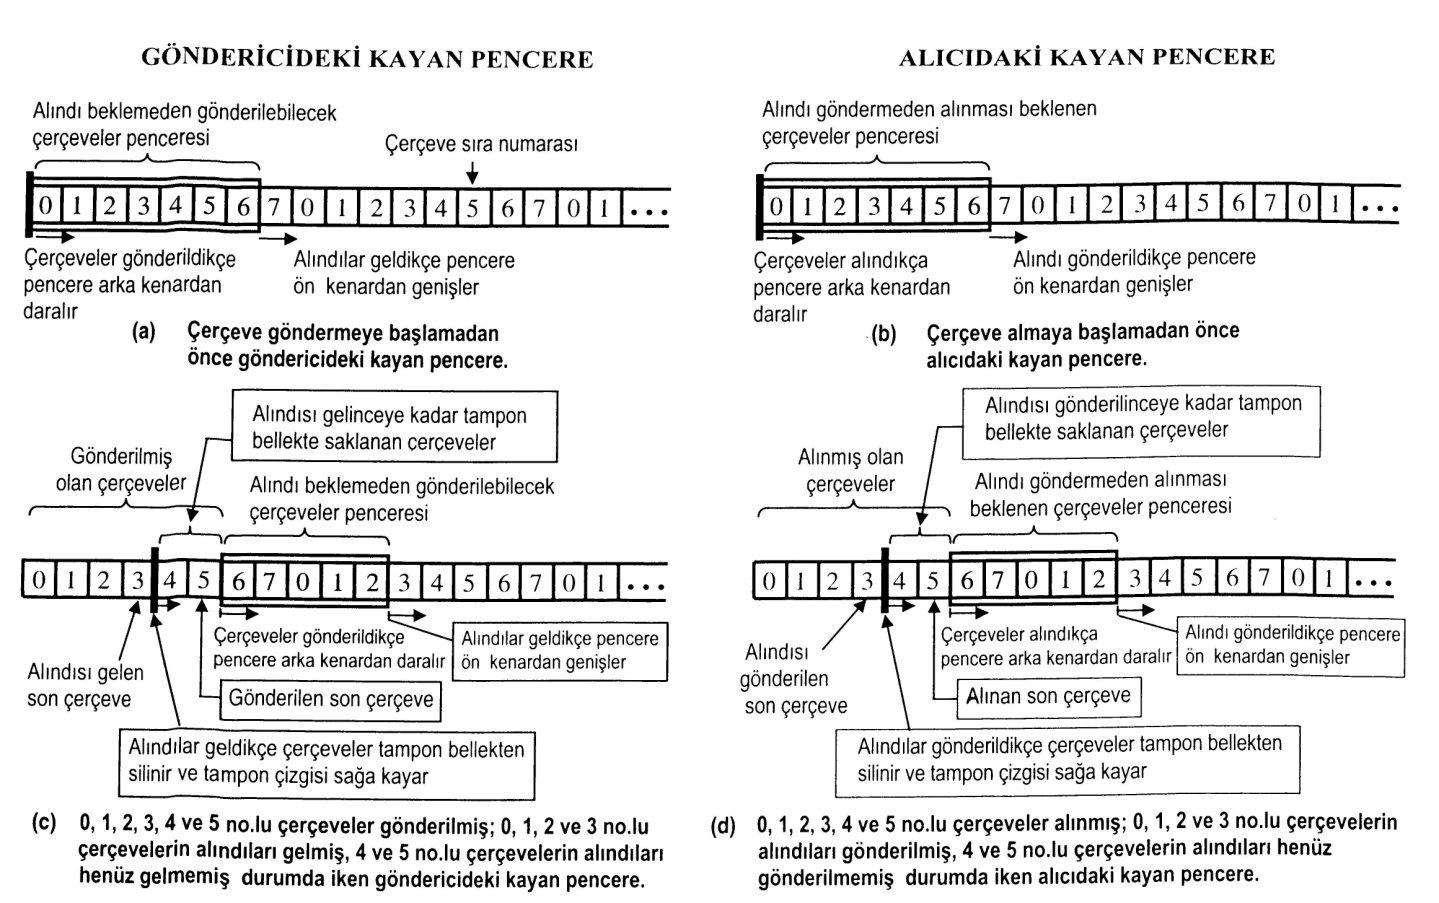 GÖNDERİCİDEKİ KAYAN PENCERE
Alındı beklemeden gönderilebilecek
çerçeveler penceresi
Çerçeve sıra numarası
0 1 2 3 4 5 6 7 0 1 2 3 4 5 6 7 0 1 ...
Çerçeveler gönderildikçe
pencere arka kenardan
daralır
Alındılar geldikçe pencere
ön kenardan genişler
(a) Çerçeve göndermeye başlamadan
önce göndericideki kayan pencere.
ALICIDAKİ KAYAN PENCERE
Alındı göndermeden alınması beklenen
çerçeveler penceresi
0 1 2 3 4 5 6 7 0 1 2 3 4 5 6 7 0 1 ...
Çerçeveler alındıkça
pencere arka kenardan
daralır
Alındı gönderildikçe pencere
ön kenardan genişler
(b) Çerçeve almaya başlamadan önce
alıcıdaki kayan pencere.
Alındısı gelinceye kadar tampon
bellekte saklanan cerceveler
Gönderilmiş
olan çerçeveler
Alındı beklemeden gönderilebilecek
çerçeveler penceresi
0 1 2 3 4 5 6 7 0 1 2 3 4 5 6 7 0 1 ...
Çerçeveler gönderildikçe
pencere arka kenardan daralır
Alındılar geldikçe pencere
ön kenardan genişler
Alındısı gelen
son çerçeve
Gönderilen son çerçeve
Alındılar geldikçe çerçeveler tampon bellekten
silinir ve tampon çizgisi sağa kayar
(c) 0, 1, 2, 3, 4 ve 5 no.lu çerçeveler gönderilmiş; 0, 1, 2 ve 3 no.lu
çerçevelerin alındıları gelmiş, 4 ve 5 no.lu çerçevelerin alındıları
henüz gelmemiş durumda iken göndericideki kayan pencere.
Alındısı gönderilinceye kadar tampon
bellekte saklanan çerçeveler
Alınmış olan
çerçeveler
Alındı göndermeden alınması
beklenen çerçeveler penceresi
0 1 2 3 4 5 6 7 0 1 2 3 4 5 6 7 0 1 ...
Çerçeveler alındıkça
pencere arka kenardan daralır
Alındı gönderildikçe pencere
ön kenardan genişler
Alındısı
gönderilen
son çerçeve
Alınan son çerçeve
Alındılar gönderildikçe çerçeveler tampon bellekten
silinir ve tampon çizgisi sağa kayar
(d) 0, 1, 2, 3, 4 ve 5 no.lu çerçeveler alınmış; 0, 1, 2 ve 3 no.lu çerçevelerin
alındıları gönderilmiş, 4 ve 5 no.lu çerçevelerin alındıları henüz
gönderilmemiş durumda iken alıcıdaki kayan pencere.